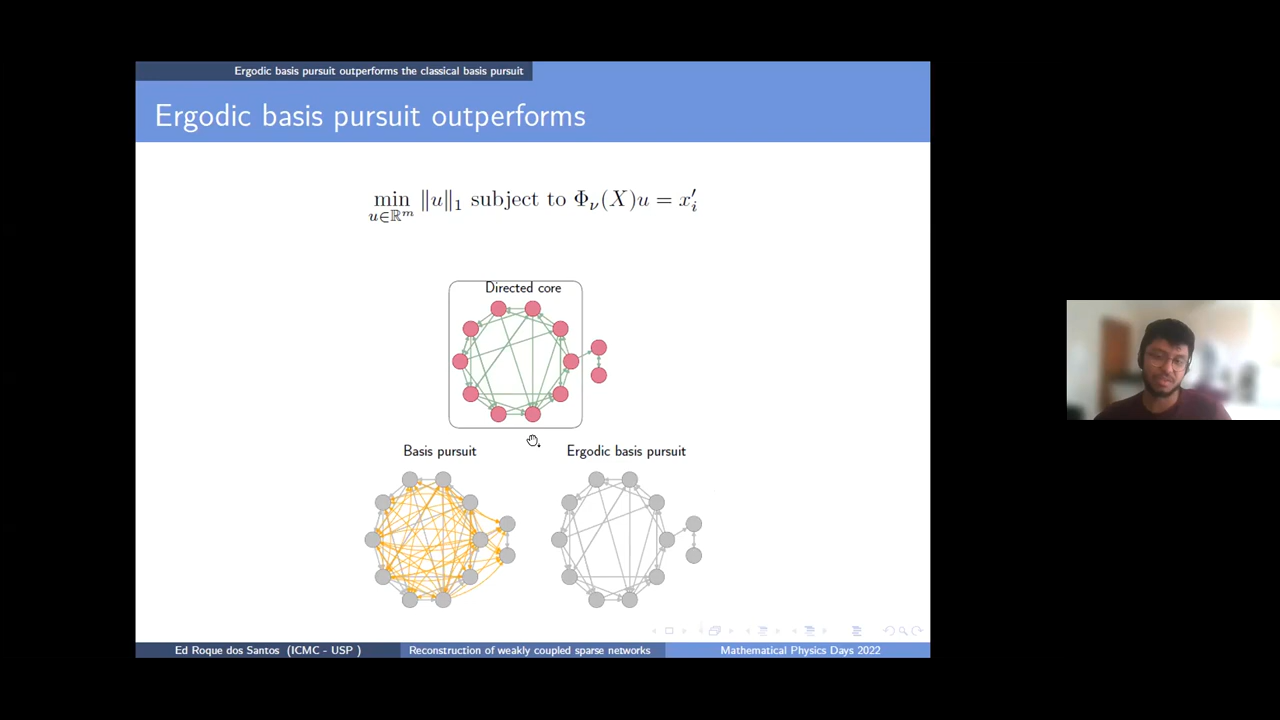 Ergodic basis pursuit outperforms the classical basis pursuit
Ergodic basis pursuit outperforms
min ‖u‖₁ subject to Φᵥ(X)u = x′ᵢ
u∈ℝᵐ
Directed core
Basis pursuit
Ergodic basis pursuit
Ed Roque dos Santos (ICMC - USP )
Reconstruction of weakly coupled sparse networks
Mathematical Physics Days 2022